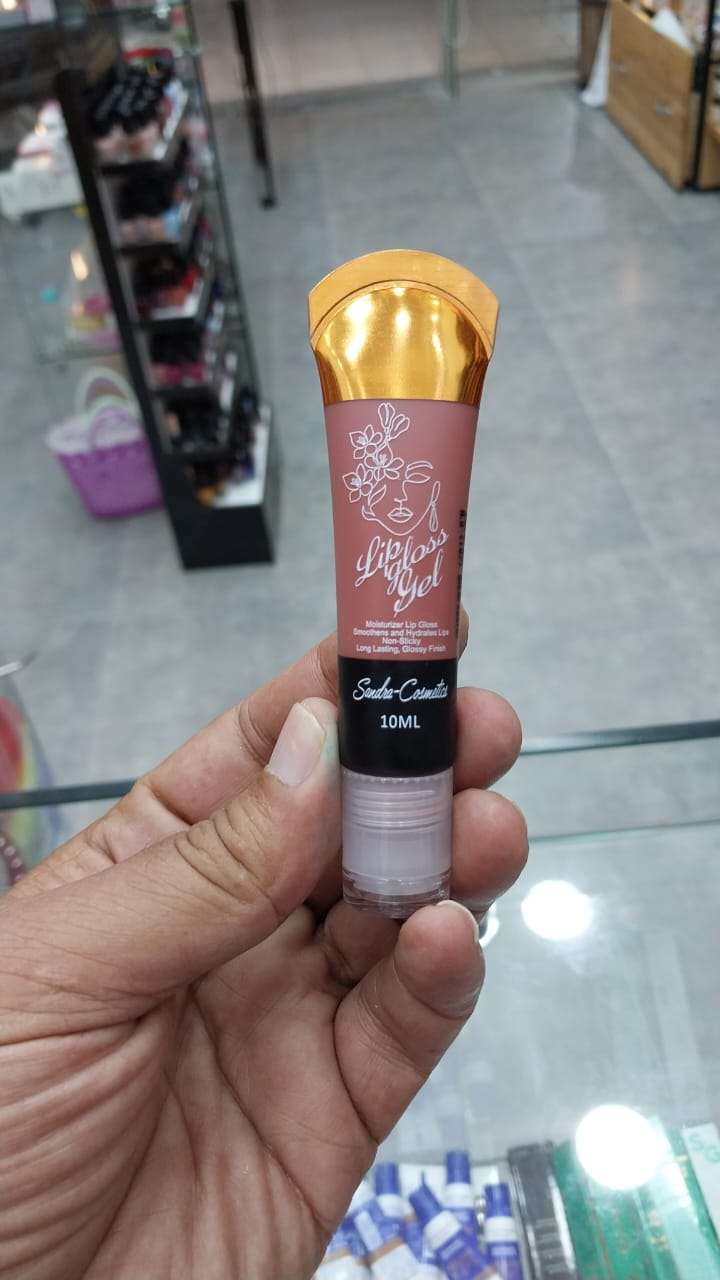 Lip
gloss
Gel
Moisturizer Lip Gloss
Smoothens and Hydrates Lips
Non-Sticky
Long Lasting, Glossy Finish
Sandra-Cosmetics
10ML